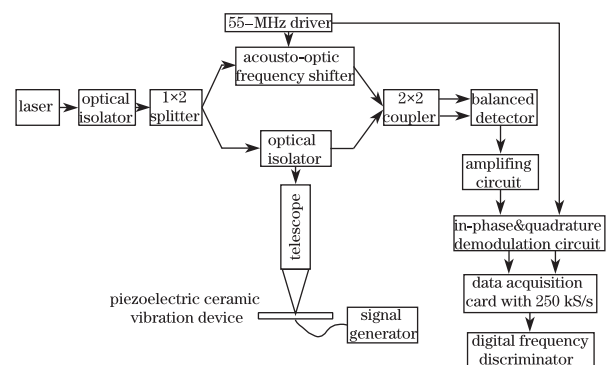 55–MHz driver
acousto-optic
frequency shifter
laser
optical
isolator
1×2
splitter
2×2
coupler
balanced
detector
optical
isolator
amplifing
circuit
telescope
in-phase&quadrature
demodulation circuit
piezoelectric ceramic
vibration device
signal
generator
data acquisition
card with 250 kS/s
digital frequency
discriminator